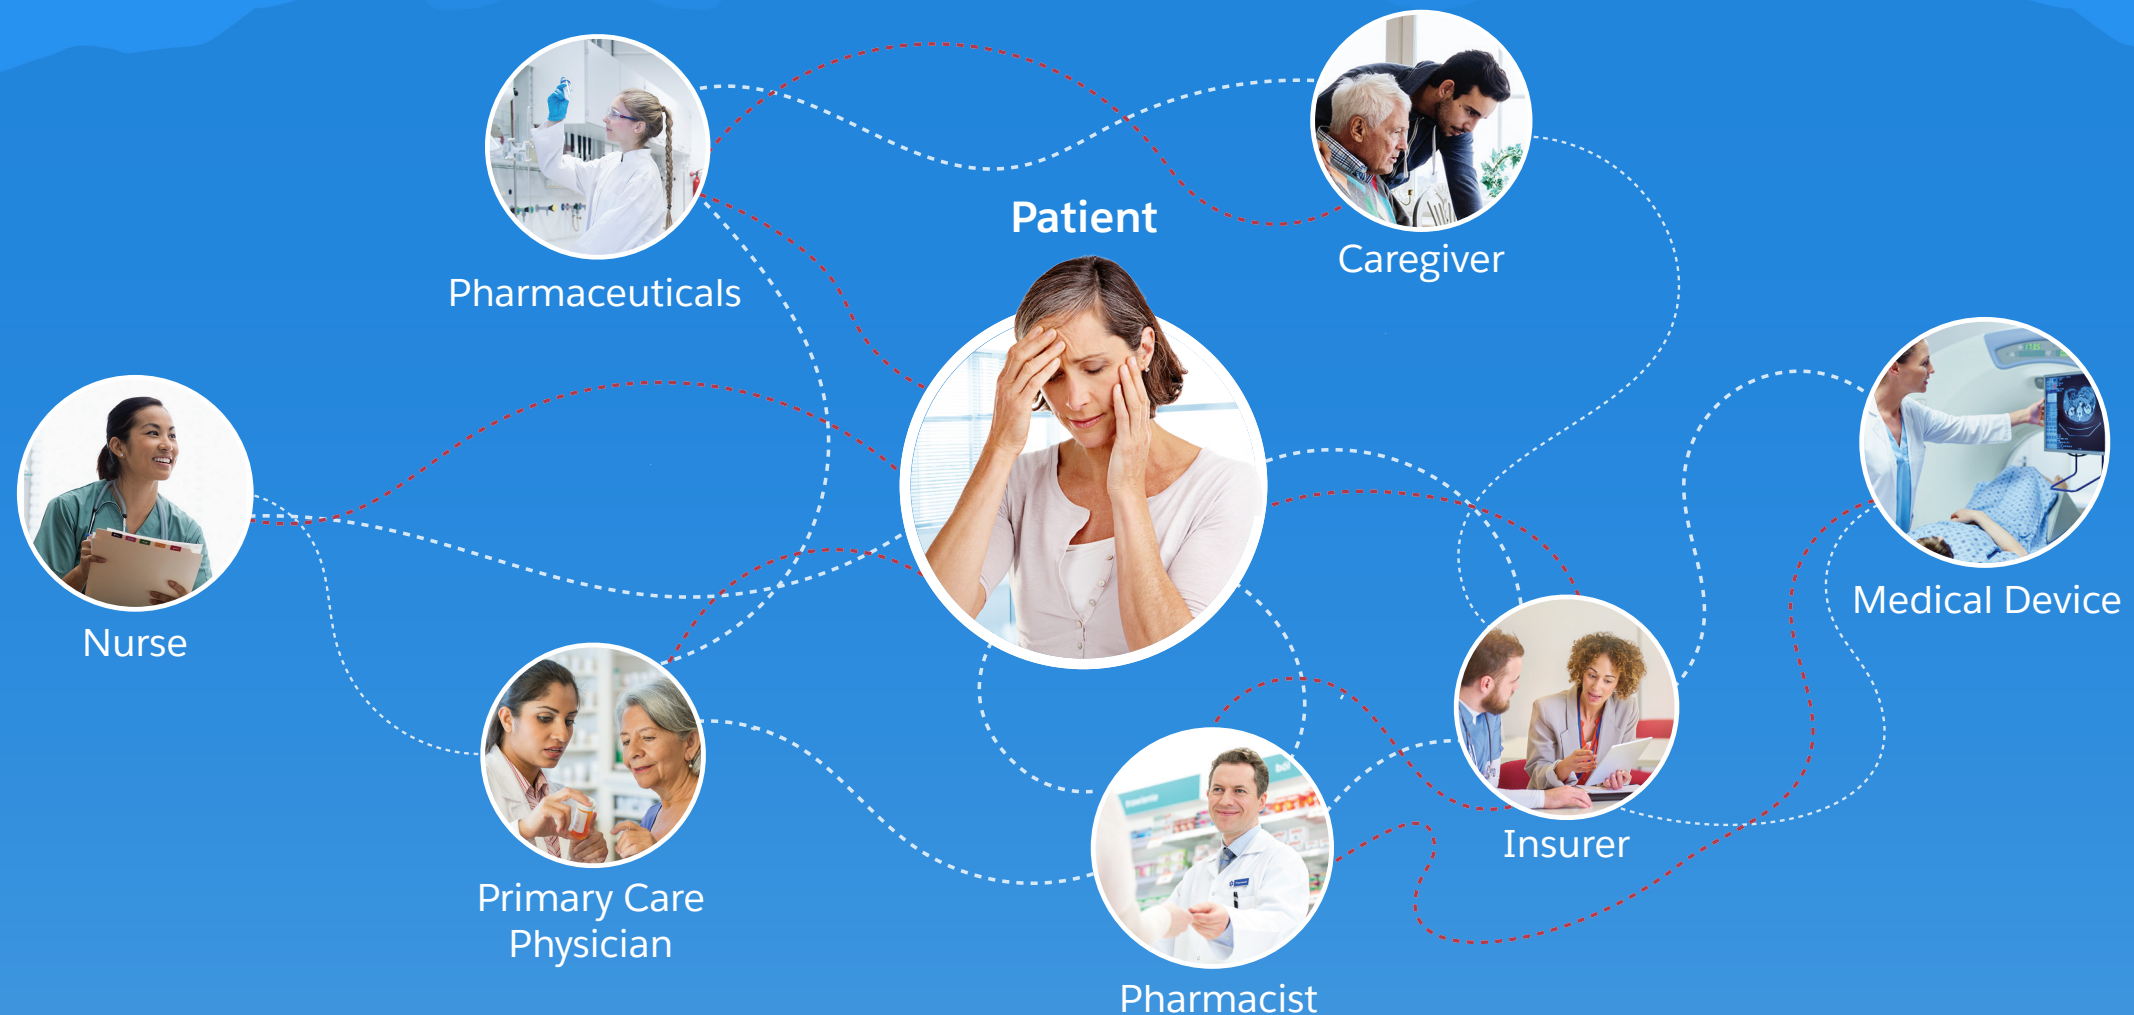 Patient
Caregiver
Pharmaceuticals
Medical Device
Nurse
Insurer
Primary Care
Physician
Pharmacist